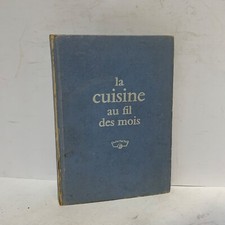 la
cuisine
au fil
des mois